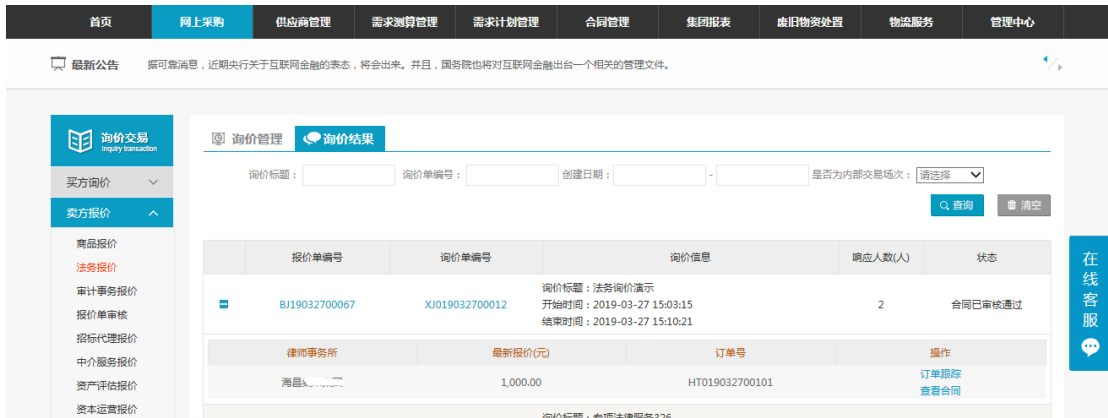 首页 网上采购 供应商管理 需求测算管理 需求计划管理 合同管理 集团报表 废旧物资处置 物流服务 管理中心
最新公告 据可靠消息，近期央行关于互联网金融的表态，将会出来。并且，国务院也将对互联网金融出台一个相关的管理文件。
询价交易
Inquiry transaction
买方询价
卖方报价
商品报价
法务报价
审计事务报价
报价单审核
招标代理报价
中介服务报价
资产评估报价
资本运营报价
询价管理 询价结果
询价标题： 询价单编号： 创建日期： - 是否为内部交易场次： 请选择
查询 清空
报价单编号 询价单编号 询价信息 响应人数(人) 状态
BJ19032700067 XJ019032700012 询价标题：法务询价演示 2 合同已审核通过
开始时间：2019-03-27 15:03:15
结束时间：2019-03-27 15:10:21
律师事务所 最新报价(元) 订单号 操作
海昌 1,000.00 HT019032700101 订单跟踪
查看合同
询价标题：专项法律服务326
在线客服